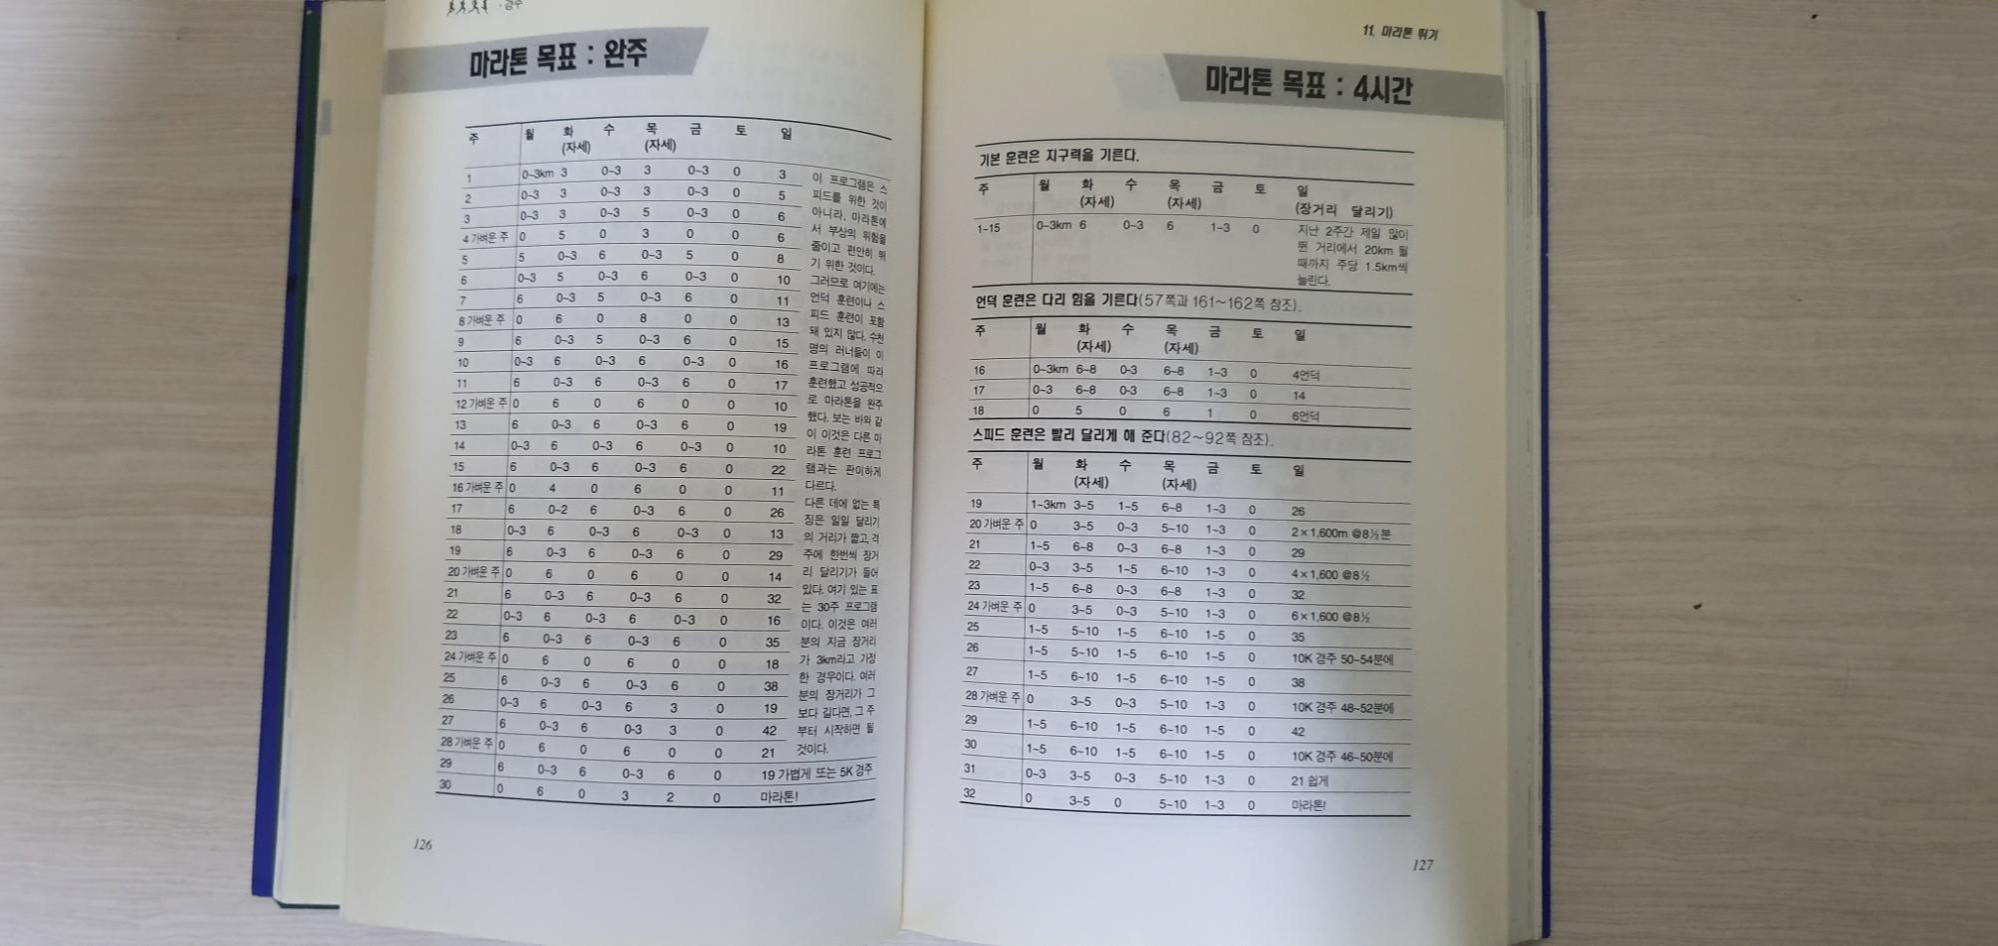 · 경주
마라톤 목표 : 완주
주 월 화 수 목 금 토 일
(자세) (자세)
1 0~3km 3 0~3 3 0~3 0 3
2 0~3 3 0~3 3 0~3 0 5
3 0~3 3 0~3 5 0~3 0 6
4 가벼운 주 0 5 0 3 0 0 6
5 5 0~3 6 0~3 5 0 8
6 0~3 5 0~3 6 0~3 0 10
7 6 0~3 5 0~3 6 0 11
8 가벼운 주 0 6 0 8 0 0 13
9 6 0~3 5 0~3 6 0 15
10 0~3 6 0~3 6 0~3 0 16
11 6 0~3 6 0~3 6 0 17
12 가벼운 주 0 6 0 6 0 0 10
13 6 0~3 6 0~3 6 0 19
14 0~3 6 0~3 6 0~3 0 10
15 6 0~3 6 0~3 6 0 22
16 가벼운 주 0 4 0 6 0 0 11
17 6 0~2 6 0~3 6 0 26
18 0~3 6 0~3 6 0~3 0 13
19 6 0~3 6 0~3 6 0 29
20 가벼운 주 0 6 0 6 0 0 14
21 6 0~3 6 0~3 6 0 32
22 0~3 6 0~3 6 0~3 0 16
23 6 0~3 6 0~3 6 0 35
24 가벼운 주 0 6 0 6 0 0 18
25 6 0~3 6 0~3 6 0 38
26 0~3 6 0~3 6 3 0 19
27 6 0~3 6 0~3 3 0 42
28 가벼운 주 0 6 0 6 0 0 21
29 6 0~3 6 0~3 6 0 19 가볍게 또는 5K 경주
30 0 6 0 3 2 0 마라톤!
이 프로그램은 스
피드를 위한 것이
아니라, 마라톤에
서 부상의 위험을
줄이고 편안히 뛰
기 위한 것이다.
그러므로 여기에는
언덕 훈련이나 스
피드 훈련이 포함
돼 있지 않다. 수천
명의 러너들이 이
프로그램에 따라
훈련했고 성공적으
로 마라톤을 완주
했다. 보는 바와 같
이 이것은 다른 마
라톤 훈련 프로그
램과는 판이하게
다르다.
다른 데에 없는 특
징은 일일 달리기
의 거리가 짧고, 격
주에 한번씩 장거
리 달리기가 들어
있다. 여기 있는 표
는 30주 프로그램
이다. 이것은 여러
분의 지금 장거리
가 3km라고 가정
한 경우이다. 여러
분의 장거리가 그
보다 길다면, 그 주
부터 시작하면 될
것이다.
126
11. 마라톤 뛰기
마라톤 목표 : 4시간
기본 훈련은 지구력을 기른다.
주 월 화 수 목 금 토 일
(자세) (자세) (장거리 달리기)
1-15 0~3km 6 0~3 6 1~3 0 지난 2주간 제일 많이
뛴 거리에서 20km 될
때까지 주당 1.5km씩
늘린다.
언덕 훈련은 다리 힘을 기른다(57쪽과 161~162쪽 참조).
주 월 화 수 목 금 토 일
(자세) (자세)
16 0~3km 6~8 0~3 6~8 1~3 0 4언덕
17 0~3 6~8 0~3 6~8 1~3 0 14
18 0 5 0 6 1 0 6언덕
스피드 훈련은 빨리 달리게 해 준다(82~92쪽 참조).
주 월 화 수 목 금 토 일
(자세) (자세)
19 1~3km 3~5 1~5 6~8 1~3 0 26
20 가벼운 주 0 3~5 0~3 5~10 1~3 0 2×1,600m @8½분
21 1~5 6~8 0~3 6~8 1~3 0 29
22 0~3 3~5 1~5 6~10 1~3 0 4×1,600 @8½
23 1~5 6~8 0~3 6~8 1~3 0 32
24 가벼운 주 0 3~5 0~3 5~10 1~3 0 6×1,600 @8½
25 1~5 5~10 1~5 6~10 1~5 0 35
26 1~5 5~10 1~5 6~10 1~5 0 10K 경주 50~54분에
27 1~5 6~10 1~5 6~10 1~5 0 38
28 가벼운 주 0 3~5 0~3 5~10 1~3 0 10K 경주 48~52분에
29 1~5 6~10 1~5 6~10 1~5 0 42
30 1~5 6~10 1~5 6~10 1~5 0 10K 경주 46~50분에
31 0~3 3~5 0~3 5~10 1~3 0 21 쉽게
32 0 3~5 0 5~10 1~3 0 마라톤!
127